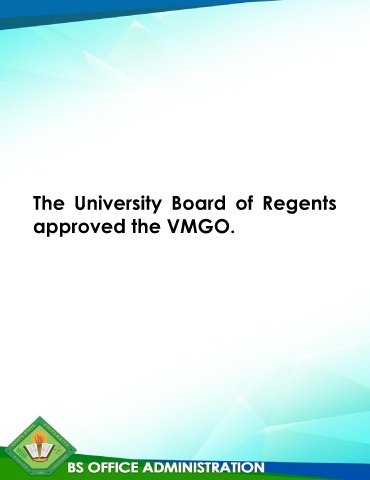 The University Board of Regents
approved the VMGO.
BS OFFICE ADMINISTRATION